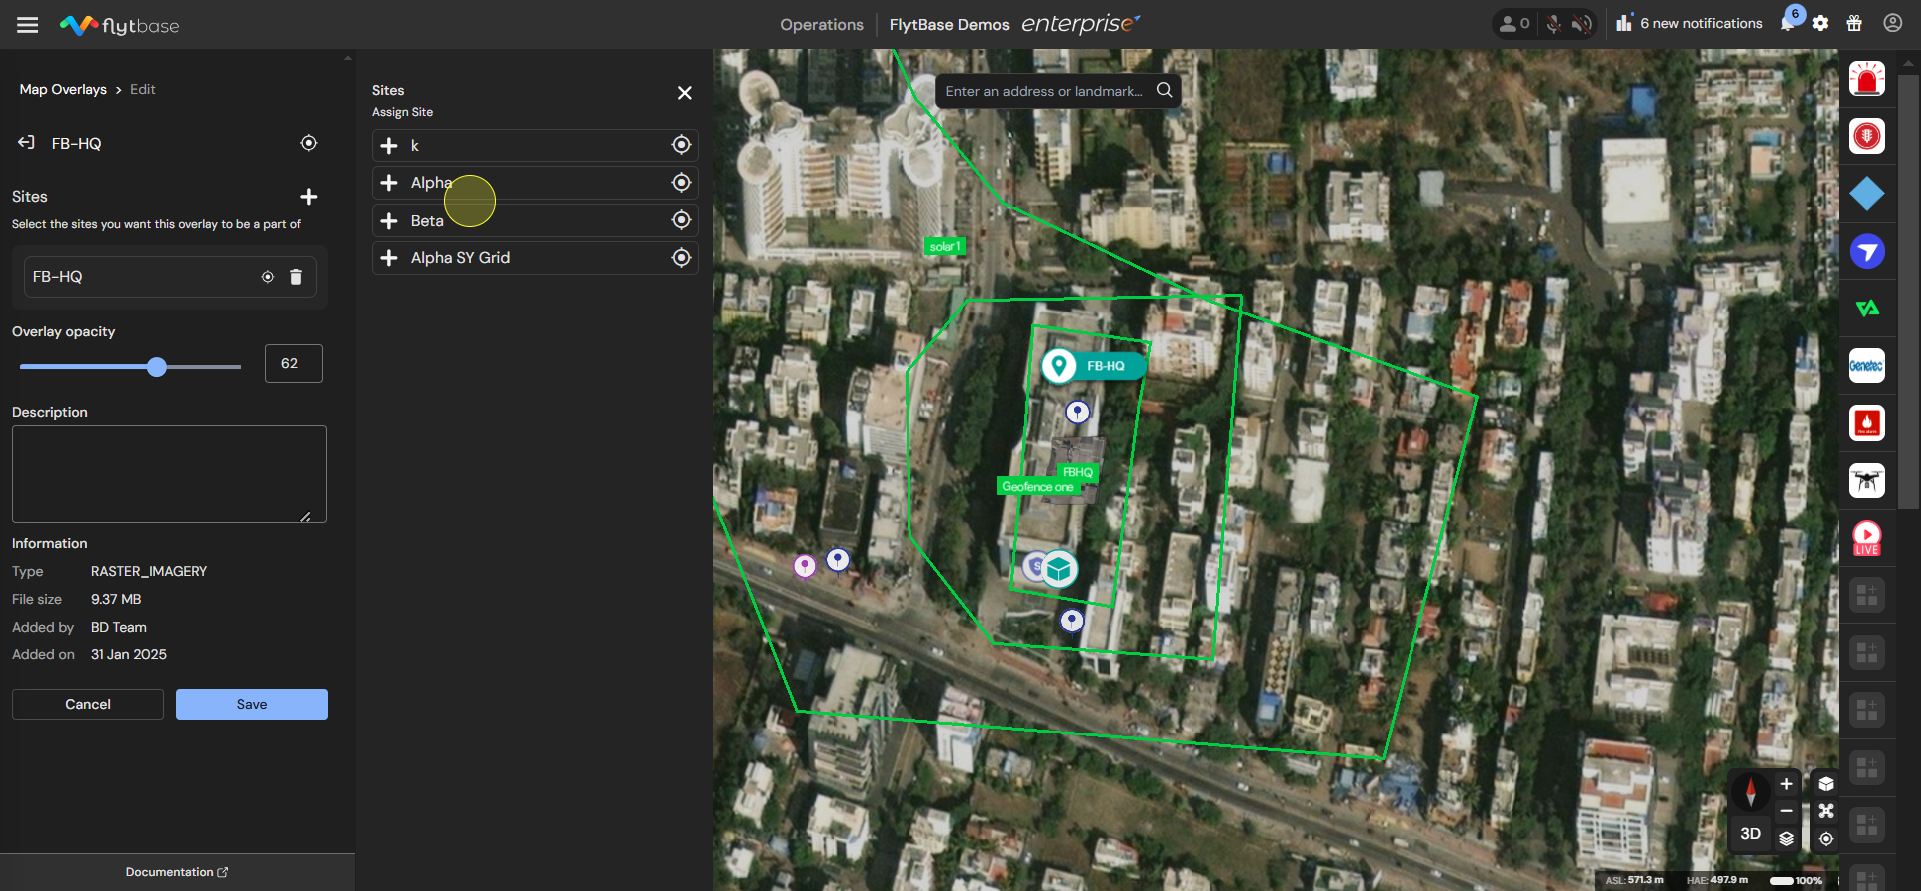 flytbase
Operations
FlytBase Demos enterprise
0
6 new notifications
6
Map Overlays > Edit
FB-HQ
Sites
Select the sites you want this overlay to be a part of
FB-HQ
Overlay opacity
62
Description
Information
Type RASTER_IMAGERY
File size 9.37 MB
Added by BD Team
Added on 31 Jan 2025
Cancel
Save
Documentation
Sites
Assign Site
k
Alpha
Beta
Alpha SY Grid
Enter an address or landmark...
solar1
FB-HQ
FBHQ
Geofence one
S
Genetec
LIVE
3D
ASL: 571.3 m HAE: 497.9 m 100%